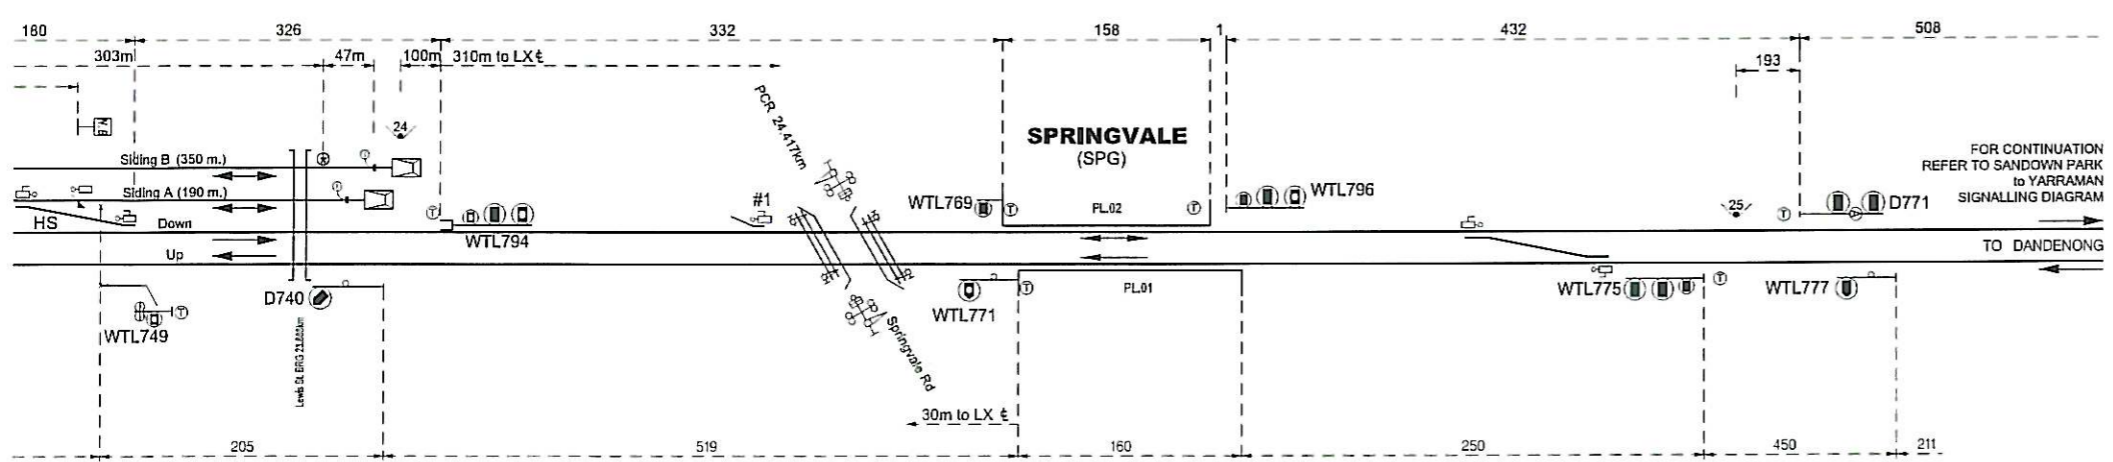 180
326
332
158
1
432
508
303m
47m
100m
310m to LX ℄
193
PCR 24.417km
24
SPRINGVALE
(SPG)
FOR CONTINUATION
REFER TO SANDOWN PARK
to YARRAMAN
SIGNALLING DIAGRAM
Siding B (350 m.)
Siding A (190 m.)
HS
Down
Up
T
WTL794
#1
WTL769
T
PL.02
T
WTL796
25
T
D771
TO DANDENONG
WTL749
T
D740
WTL771
T
PL.01
WTL775
T
WTL777
Springvale Rd
30m to LX ℄
205
519
160
250
450
211